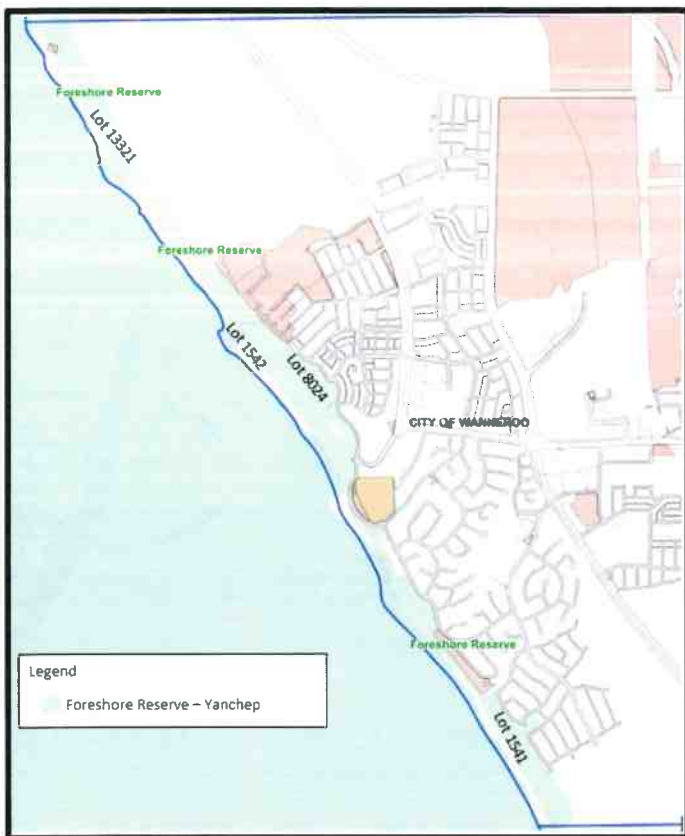 Foreshore Reserve
Lot 13321
Foreshore Reserve
Lot 1542
Lot 8024
CITY OF WANNEROO
Foreshore Reserve
Legend
Foreshore Reserve – Yanchep
Lot 1541